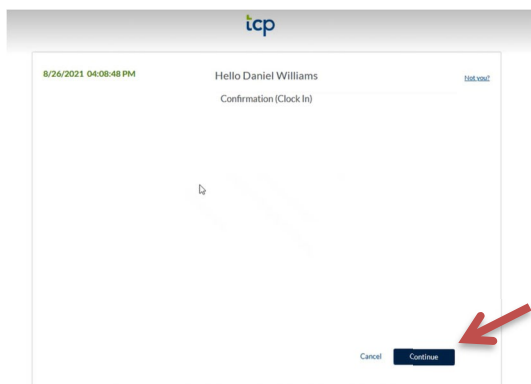 tcp
8/26/2021 04:08:48 PM
Hello Daniel Williams
Not you?
Confirmation (Clock In)
Cancel
Continue